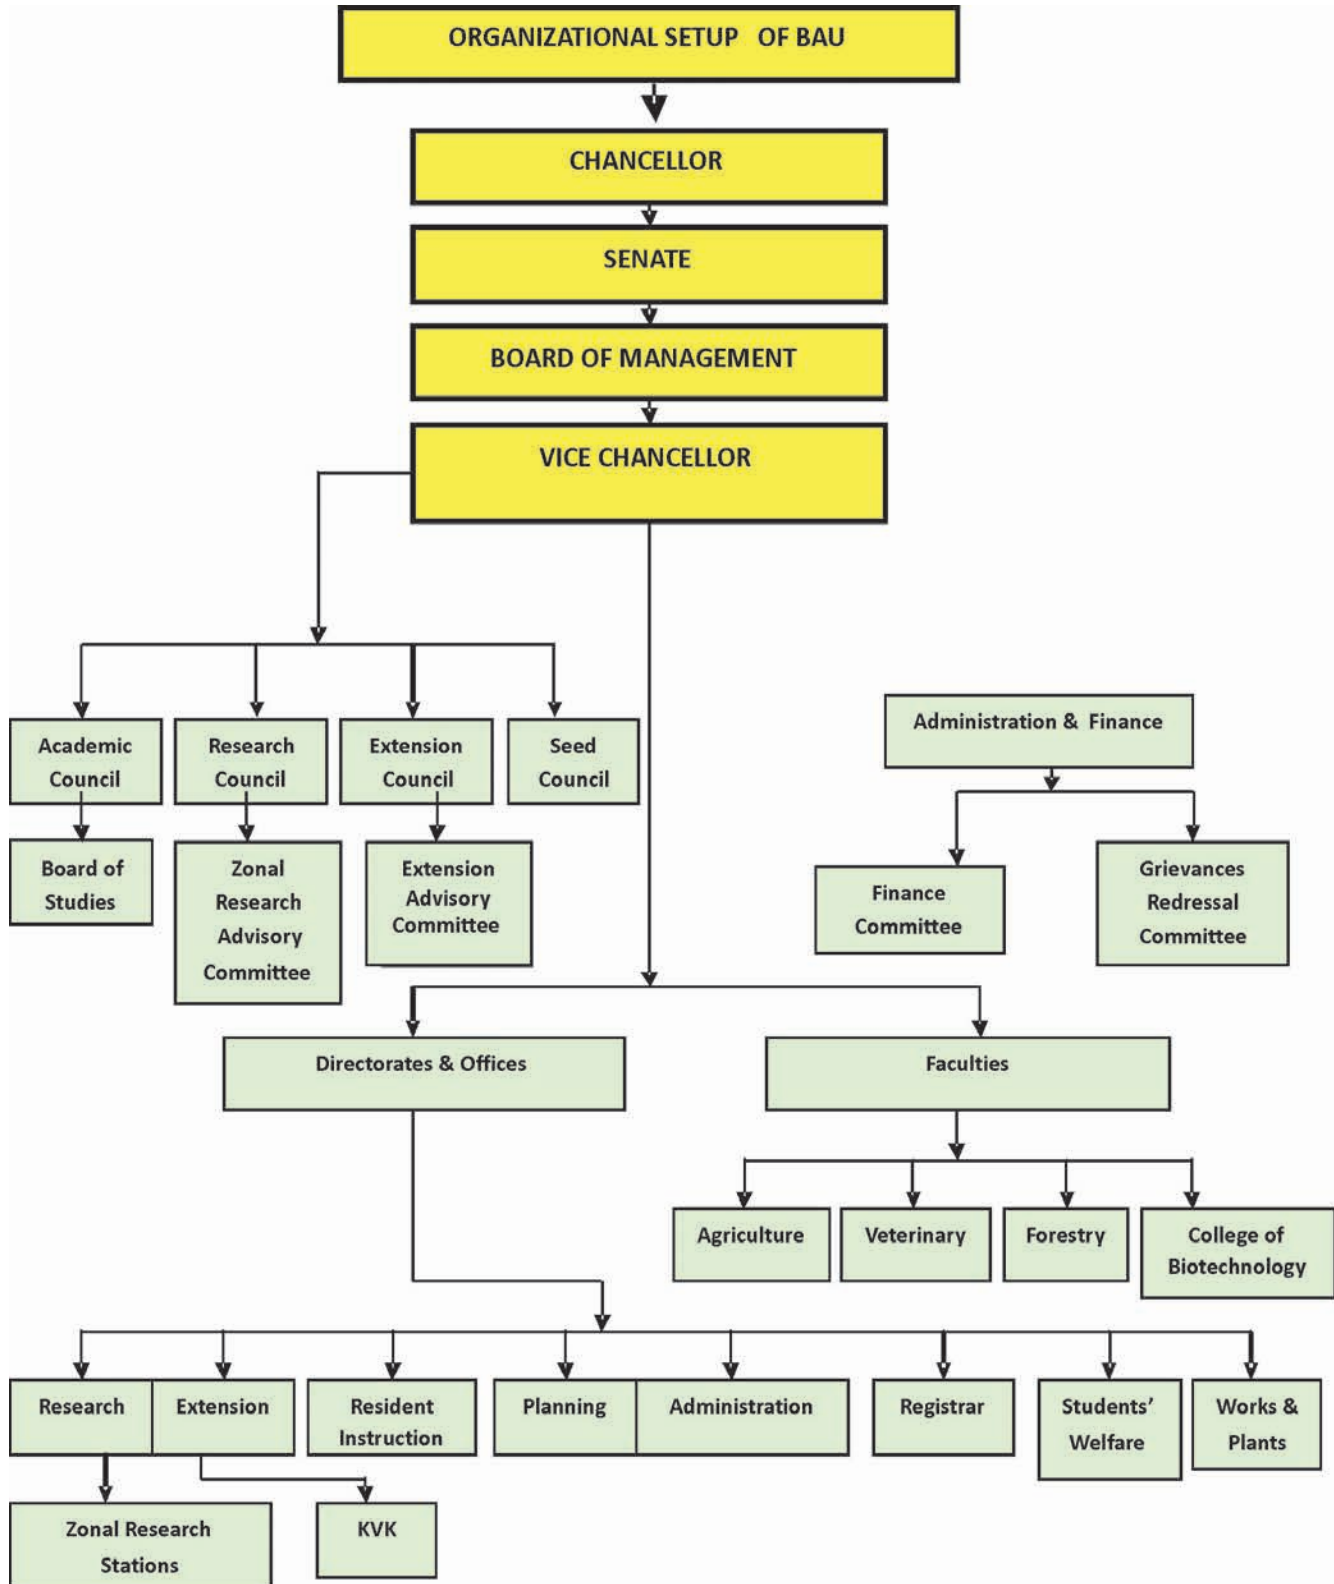 ORGANIZATIONAL SETUP OF BAU
CHANCELLOR
SENATE
BOARD OF MANAGEMENT
VICE CHANCELLOR
Academic
Council
Research
Council
Extension
Council
Seed
Council
Administration & Finance
Board of
Studies
Zonal
Research
Advisory
Committee
Extension
Advisory
Committee
Finance
Committee
Grievances
Redressal
Committee
Directorates & Offices
Faculties
Agriculture
Veterinary
Forestry
College of
Biotechnology
Research
Extension
Resident
Instruction
Planning
Administration
Registrar
Students’
Welfare
Works &
Plants
Zonal Research
Stations
KVK